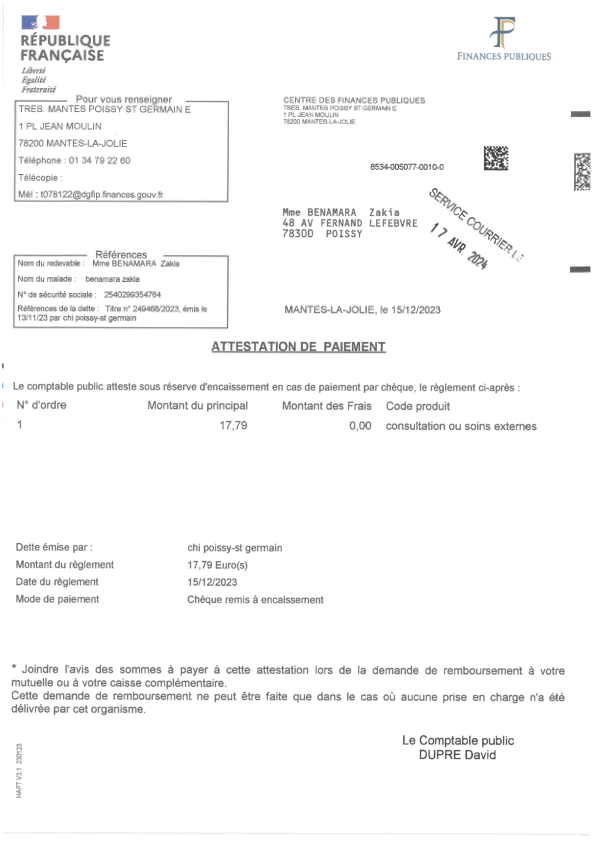 RÉPUBLIQUE
FRANÇAISE
Liberté
Égalité
Fraternité
FINANCES PUBLIQUES
Pour vous renseigner
TRES. MANTES POISSY ST GERMAIN E
1 PL JEAN MOULIN
78200 MANTES-LA-JOLIE
Téléphone : 01 34 79 22 60
Télécopie :
Mél : t078122@dgfip.finances.gouv.fr
CENTRE DES FINANCES PUBLIQUES
TRES. MANTES POISSY ST GERMAIN E
1 PL JEAN MOULIN
78200 MANTES-LA-JOLIE
8534-005077-0010-0
Mme BENAMARA Zakia
48 AV FERNAND LEFEBVRE
78300 POISSY
SERVICE COURRIER
17 AVR. 2024
Références
Nom du redevable : Mme BENAMARA Zakia
Nom du malade : benamara zakia
N° de sécurité sociale : 2540299354764
Références de la dette : Titre n° 249468/2023, émis le
13/11/23 par chi poissy-st germain
MANTES-LA-JOLIE, le 15/12/2023
ATTESTATION DE PAIEMENT
Le comptable public atteste sous réserve d'encaissement en cas de paiement par chèque, le règlement ci-après :
N° d'ordre Montant du principal Montant des Frais Code produit
1 17,79 0,00 consultation ou soins externes
Dette émise par : chi poissy-st germain
Montant du règlement 17,79 Euro(s)
Date du règlement 15/12/2023
Mode de paiement Chèque remis à encaissement
* Joindre l'avis des sommes à payer à cette attestation lors de la demande de remboursement à votre
mutuelle ou à votre caisse complémentaire.
Cette demande de remboursement ne peut être faite que dans le cas où aucune prise en charge n'a été
délivrée par cet organisme.
Le Comptable public
DUPRE David
HAPT V3.1 230123